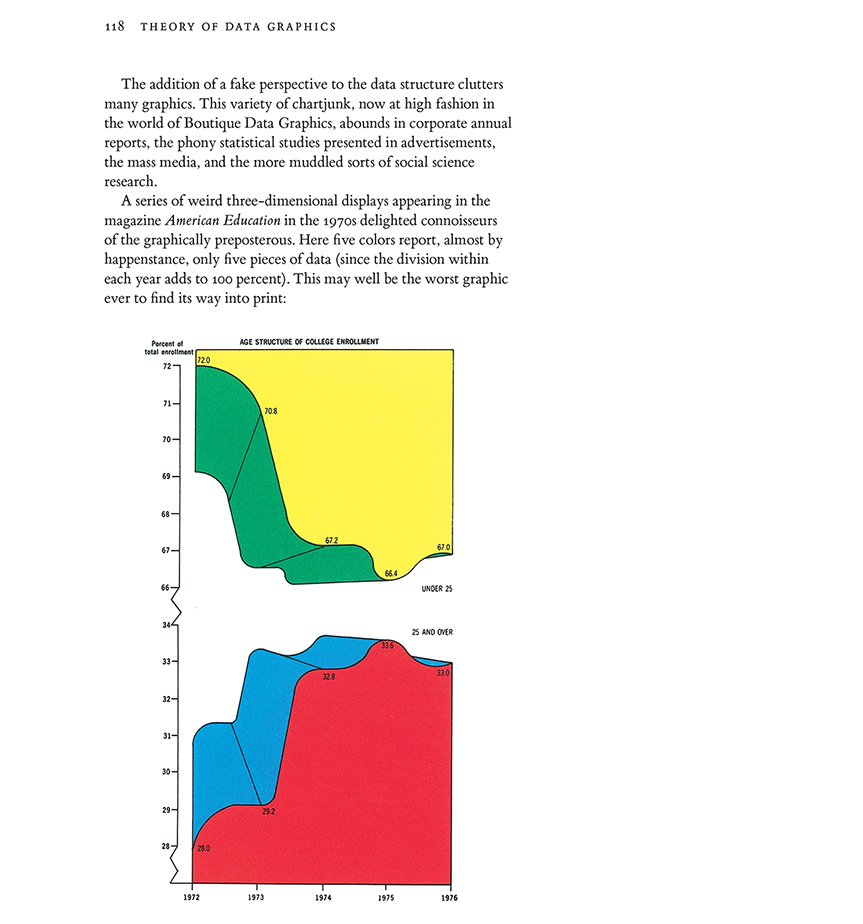 118 THEORY OF DATA GRAPHICS
The addition of a fake perspective to the data structure clutters
many graphics. This variety of chartjunk, now at high fashion in
the world of Boutique Data Graphics, abounds in corporate annual
reports, the phony statistical studies presented in advertisements,
the mass media, and the more muddled sorts of social science
research.
A series of weird three-dimensional displays appearing in the
magazine American Education in the 1970s delighted connoisseurs
of the graphically preposterous. Here five colors report, almost by
happenstance, only five pieces of data (since the division within
each year adds to 100 percent). This may well be the worst graphic
ever to find its way into print:
AGE STRUCTURE OF COLLEGE ENROLLMENT
Percent of
total enrollment
72.0
72
71
70.8
70
69
68
67.2
67.0
67
66.4
66
UNDER 25
34
25 AND OVER
33.6
33
33.0
32.8
32
31
30
29
29.2
28
28.0
1972 1973 1974 1975 1976